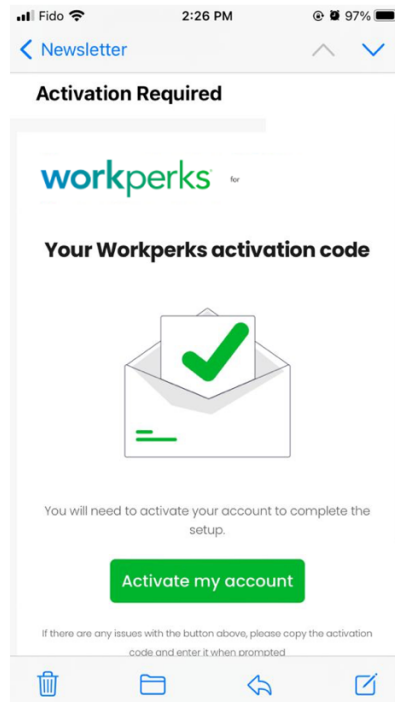 Fido 2:26 PM 97%
Newsletter
Activation Required
workperks for
Your Workperks activation code
You will need to activate your account to complete the
setup.
Activate my account
If there are any issues with the button above, please copy the activation
code and enter it when prompted